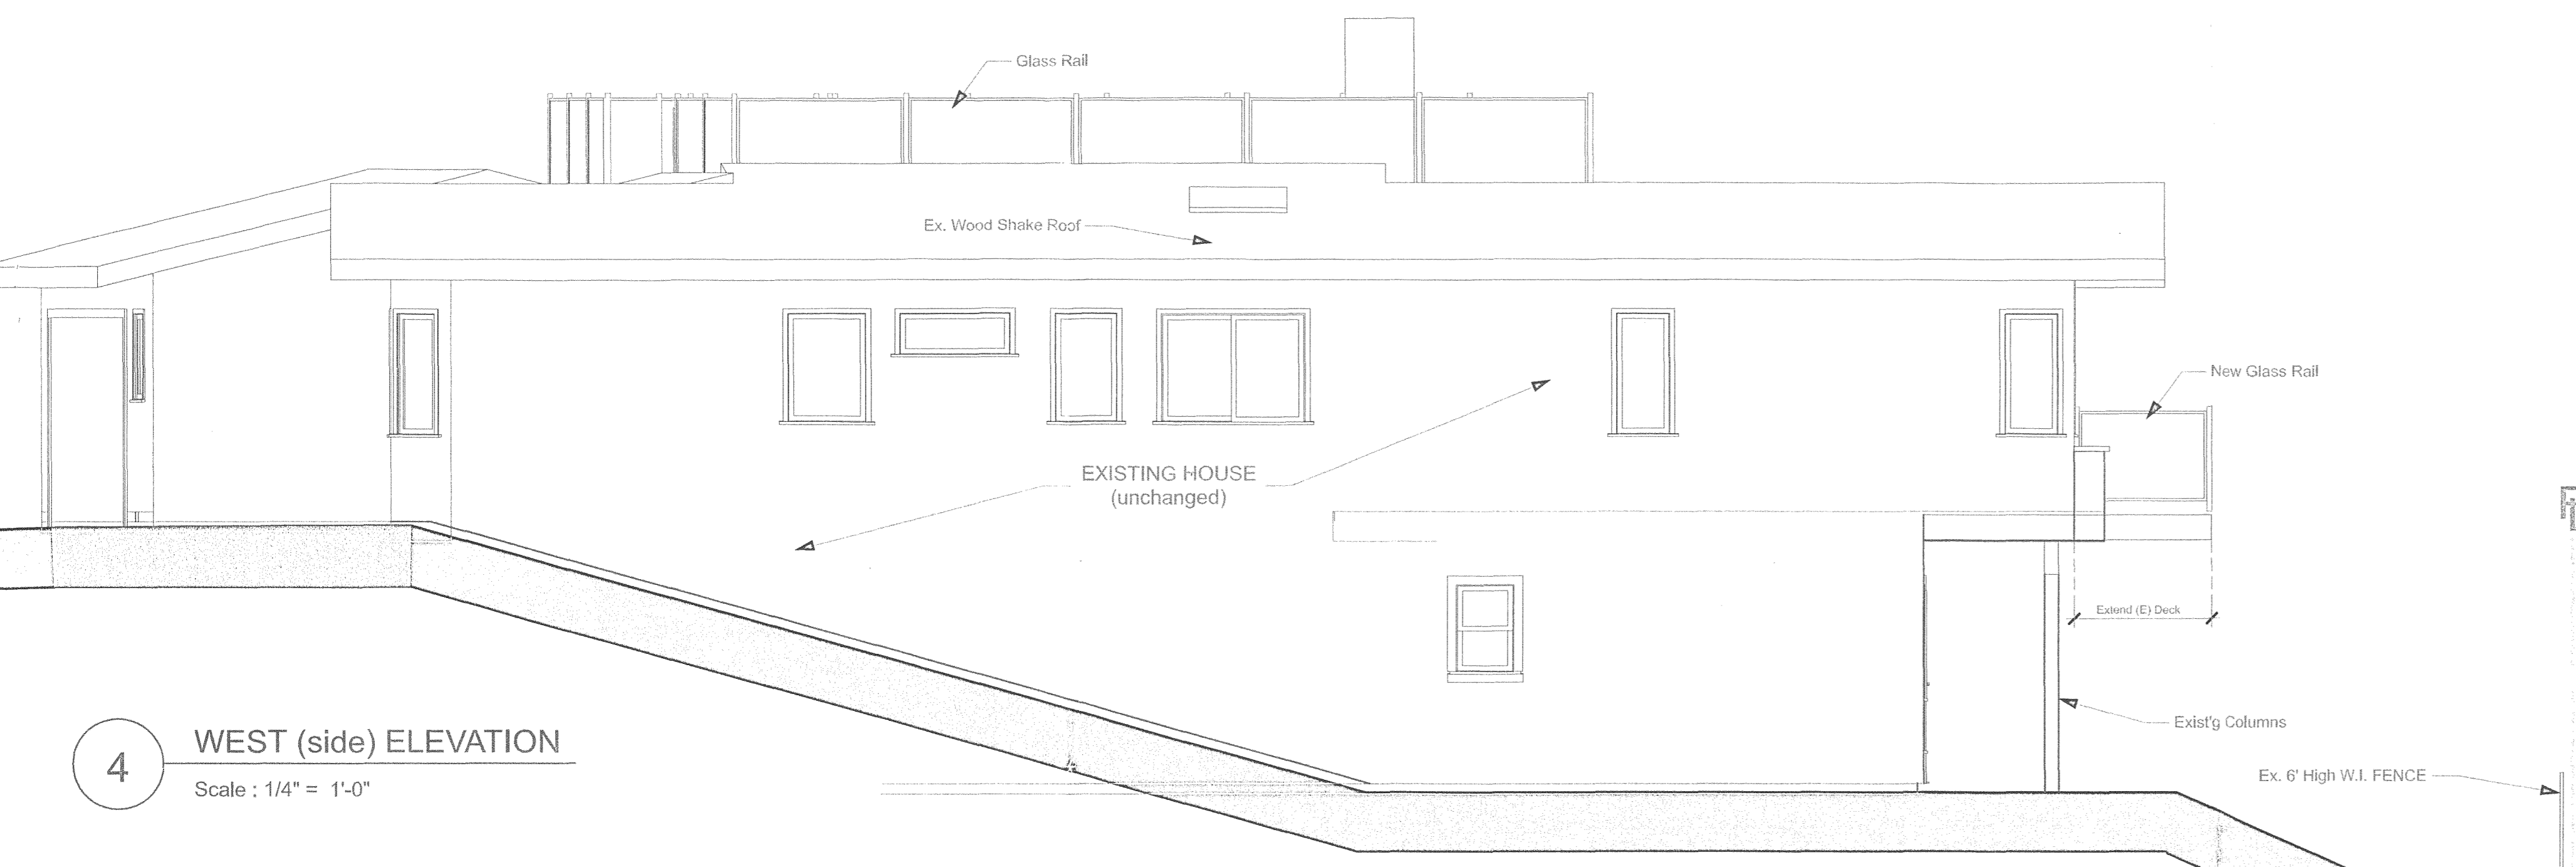 Glass Rail
Ex. Wood Shake Roof
New Glass Rail
EXISTING HOUSE
(unchanged)
Extend (E) Deck
Exist'g Columns
Ex. 6' High W.I. FENCE
4
WEST (side) ELEVATION
Scale : 1/4" = 1'-0"